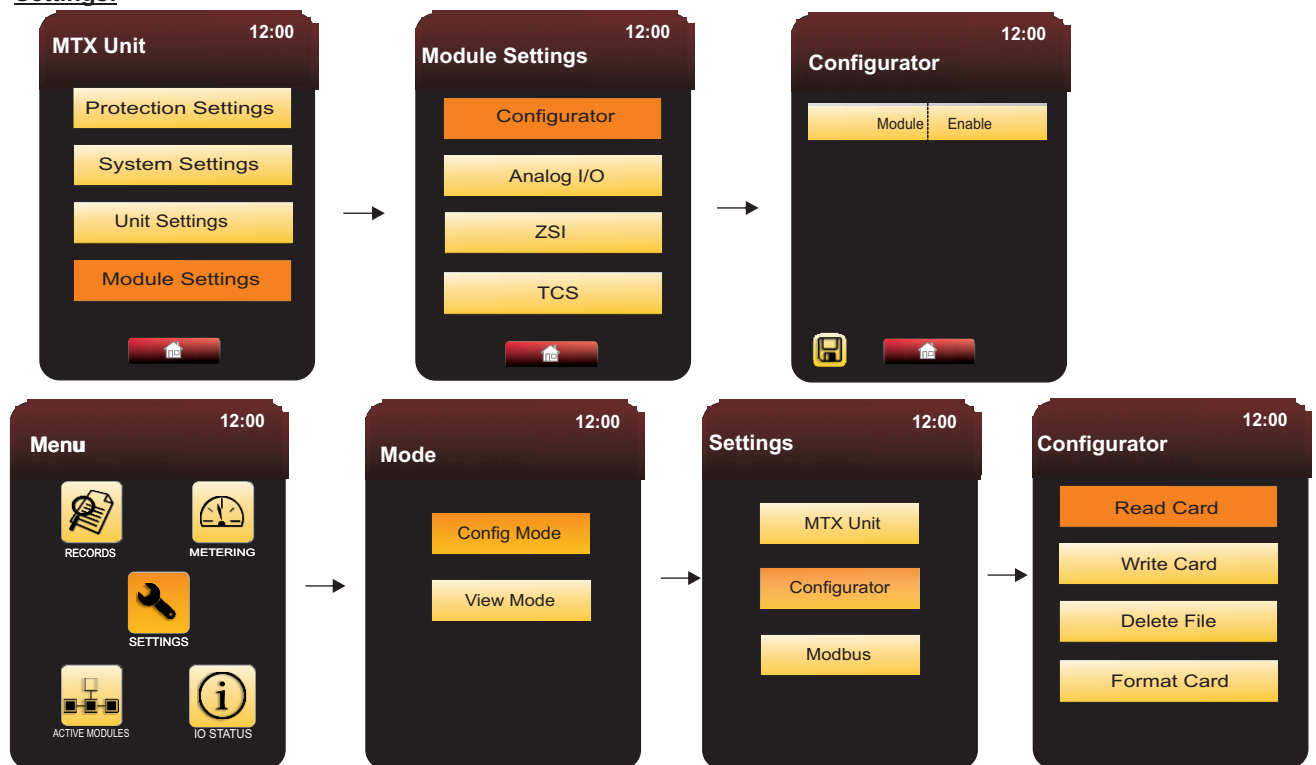 Settings:
12:00
MTX Unit
Protection Settings
System Settings
Unit Settings
Module Settings
12:00
Module Settings
Configurator
Analog I/O
ZSI
TCS
12:00
Configurator
Module Enable
12:00
Menu
RECORDS
METERING
SETTINGS
ACTIVE MODULES
IO STATUS
12:00
Mode
Config Mode
View Mode
12:00
Settings
MTX Unit
Configurator
Modbus
12:00
Configurator
Read Card
Write Card
Delete File
Format Card